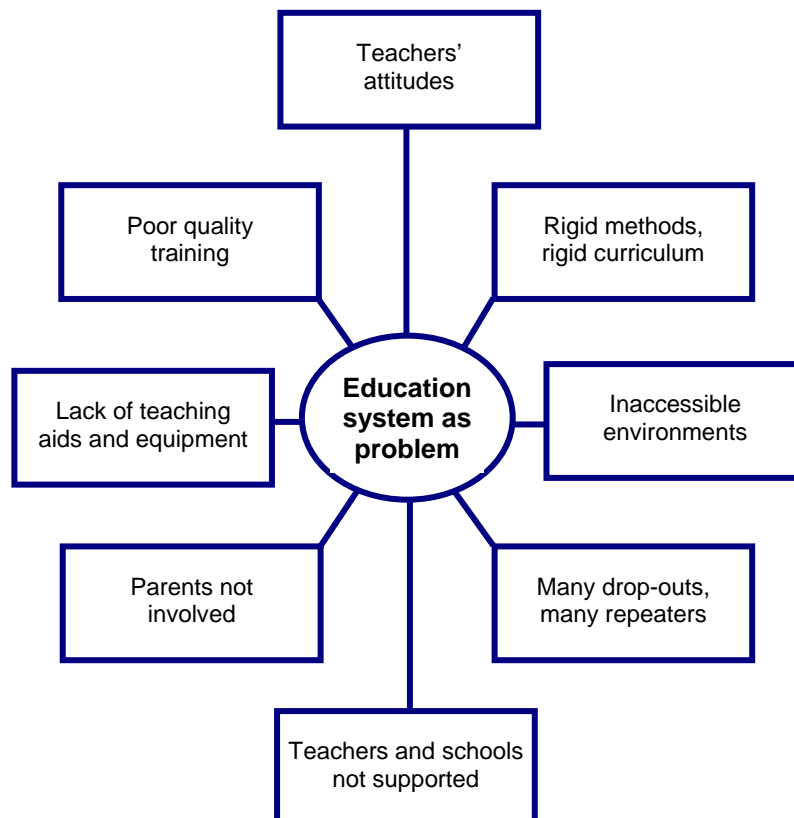 Teachers'
attitudes
Poor quality
training
Rigid methods,
rigid curriculum
Education
system as
problem
Lack of teaching
aids and equipment
Inaccessible
environments
Parents not
involved
Many drop-outs,
many repeaters
Teachers and schools
not supported